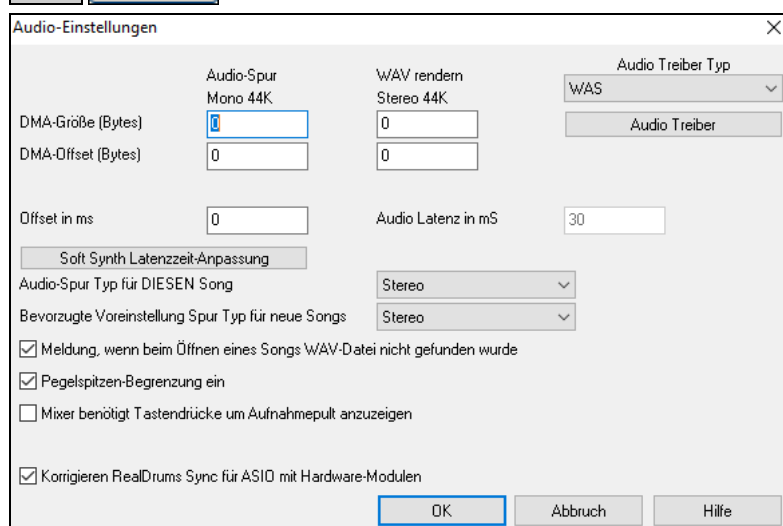 Audio-Einstellungen
Audio-Spur WAV rendern Audio Treiber Typ
Mono 44K Stereo 44K WAS
DMA-Größe (Bytes) 0 0 Audio Treiber
DMA-Offset (Bytes) 0 0
Offset in ms 0 Audio Latenz in mS 30
Soft Synth Latenzzeit-Anpassung
Audio-Spur Typ für DIESEN Song Stereo
Bevorzugte Voreinstellung Spur Typ für neue Songs Stereo
Meldung, wenn beim Öffnen eines Songs WAV-Datei nicht gefunden wurde
Pegelspitzen-Begrenzung ein
Mixer benötigt Tastendrücke um Aufnahmepult anzuzeigen
Korrigieren RealDrums Sync für ASIO mit Hardware-Modulen
OK Abbruch Hilfe